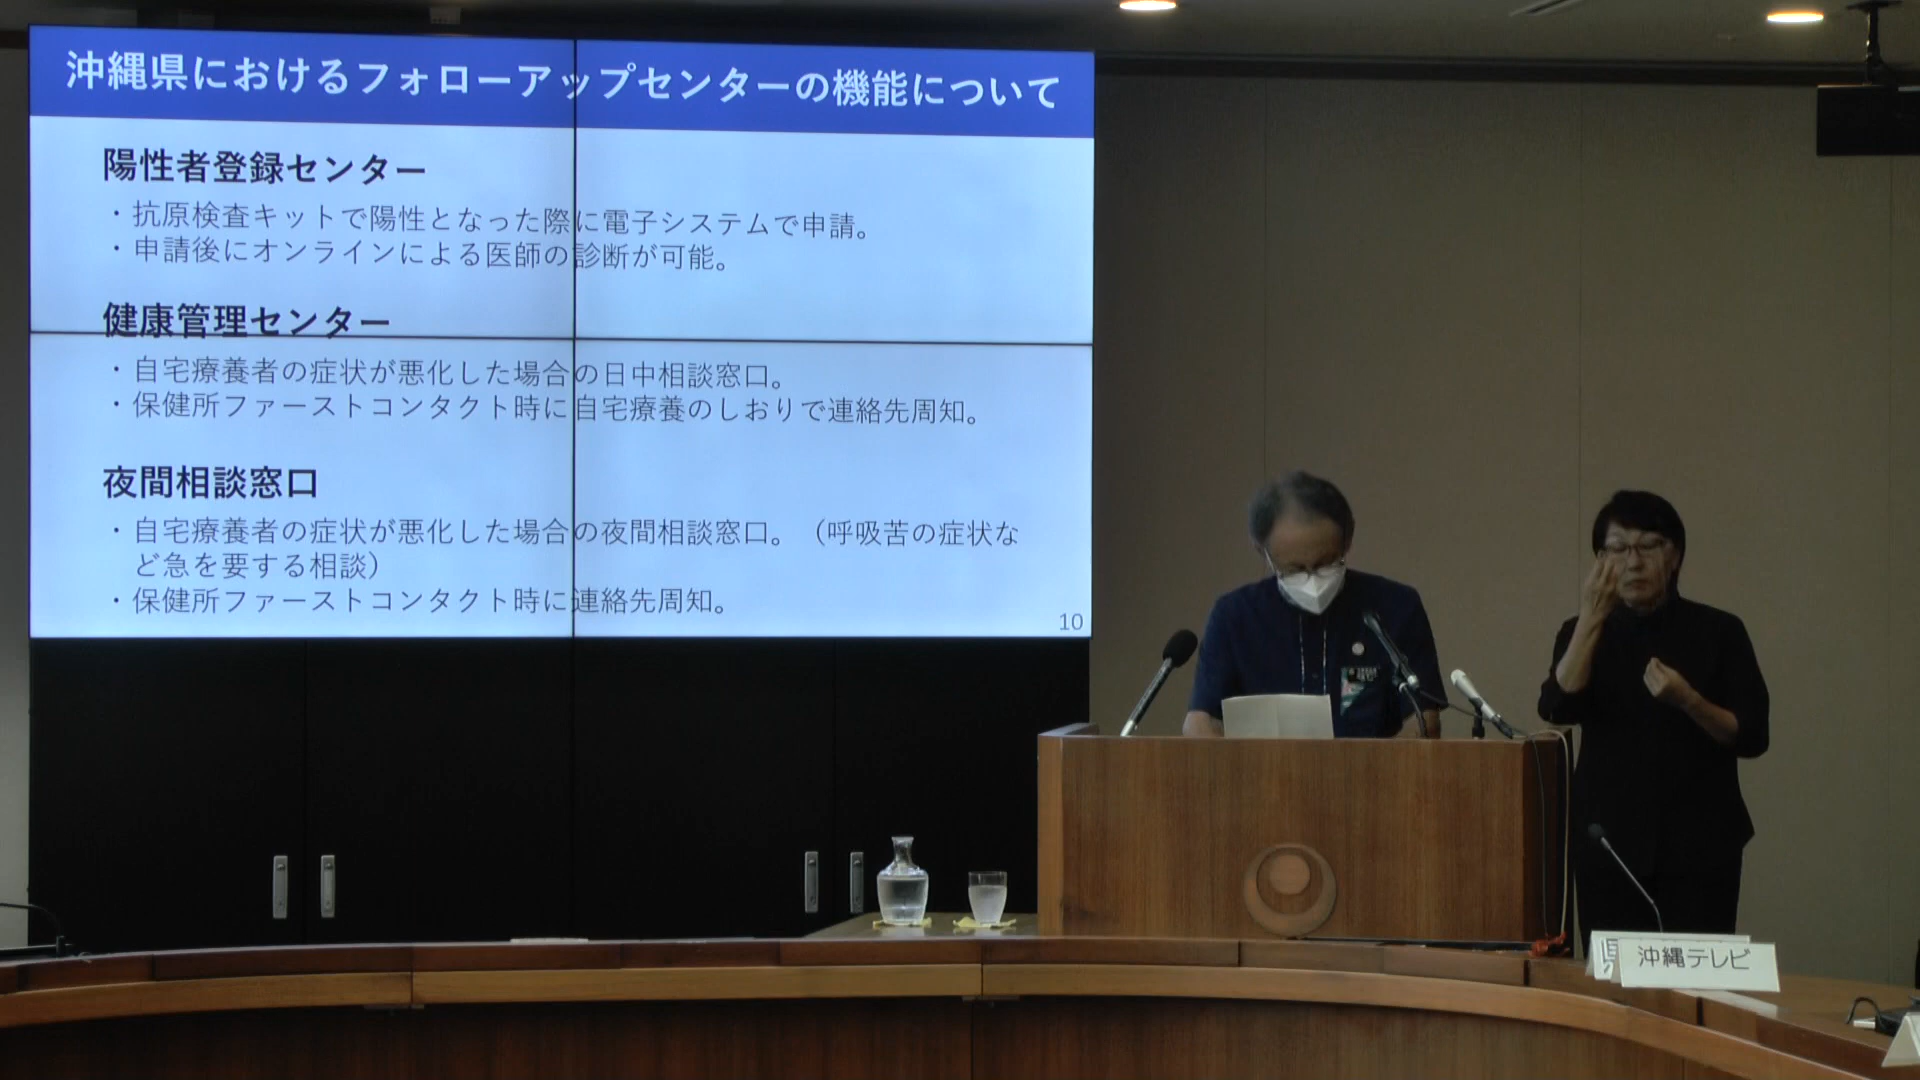 沖縄県におけるフォローアップセンターの機能について
陽性者登録センター
・抗原検査キットで陽性となった際に電子システムで申請。
・申請後にオンラインによる医師の診断が可能。
健康管理センター
・自宅療養者の症状が悪化した場合の日中相談窓口。
・保健所ファーストコンタクト時に自宅療養のしおりで連絡先周知。
夜間相談窓口
・自宅療養者の症状が悪化した場合の夜間相談窓口。（呼吸苦の症状な
ど急を要する相談）
・保健所ファーストコンタクト時に連絡先周知。
10
沖縄テレビ